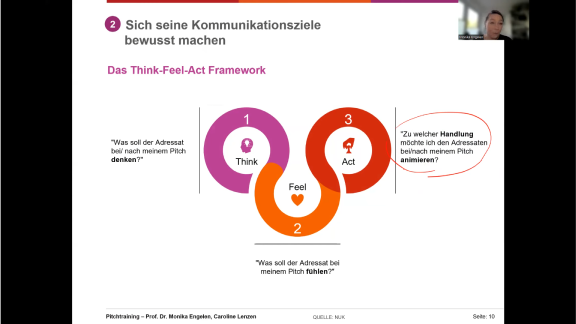 2 Sich seine Kommunikationsziele
bewusst machen
Das Think-Feel-Act Framework
1
Think
"Was soll der Adressat
bei/ nach meinem Pitch
denken?"
Feel
2
"Was soll der Adressat bei
meinem Pitch fühlen?"
3
Act
"Zu welcher Handlung
möchte ich den Adressaten
bei/nach meinem Pitch
animieren?
Pitchtraining – Prof. Dr. Monika Engelen, Caroline Lenzen
QUELLE: NUK
Seite: 10